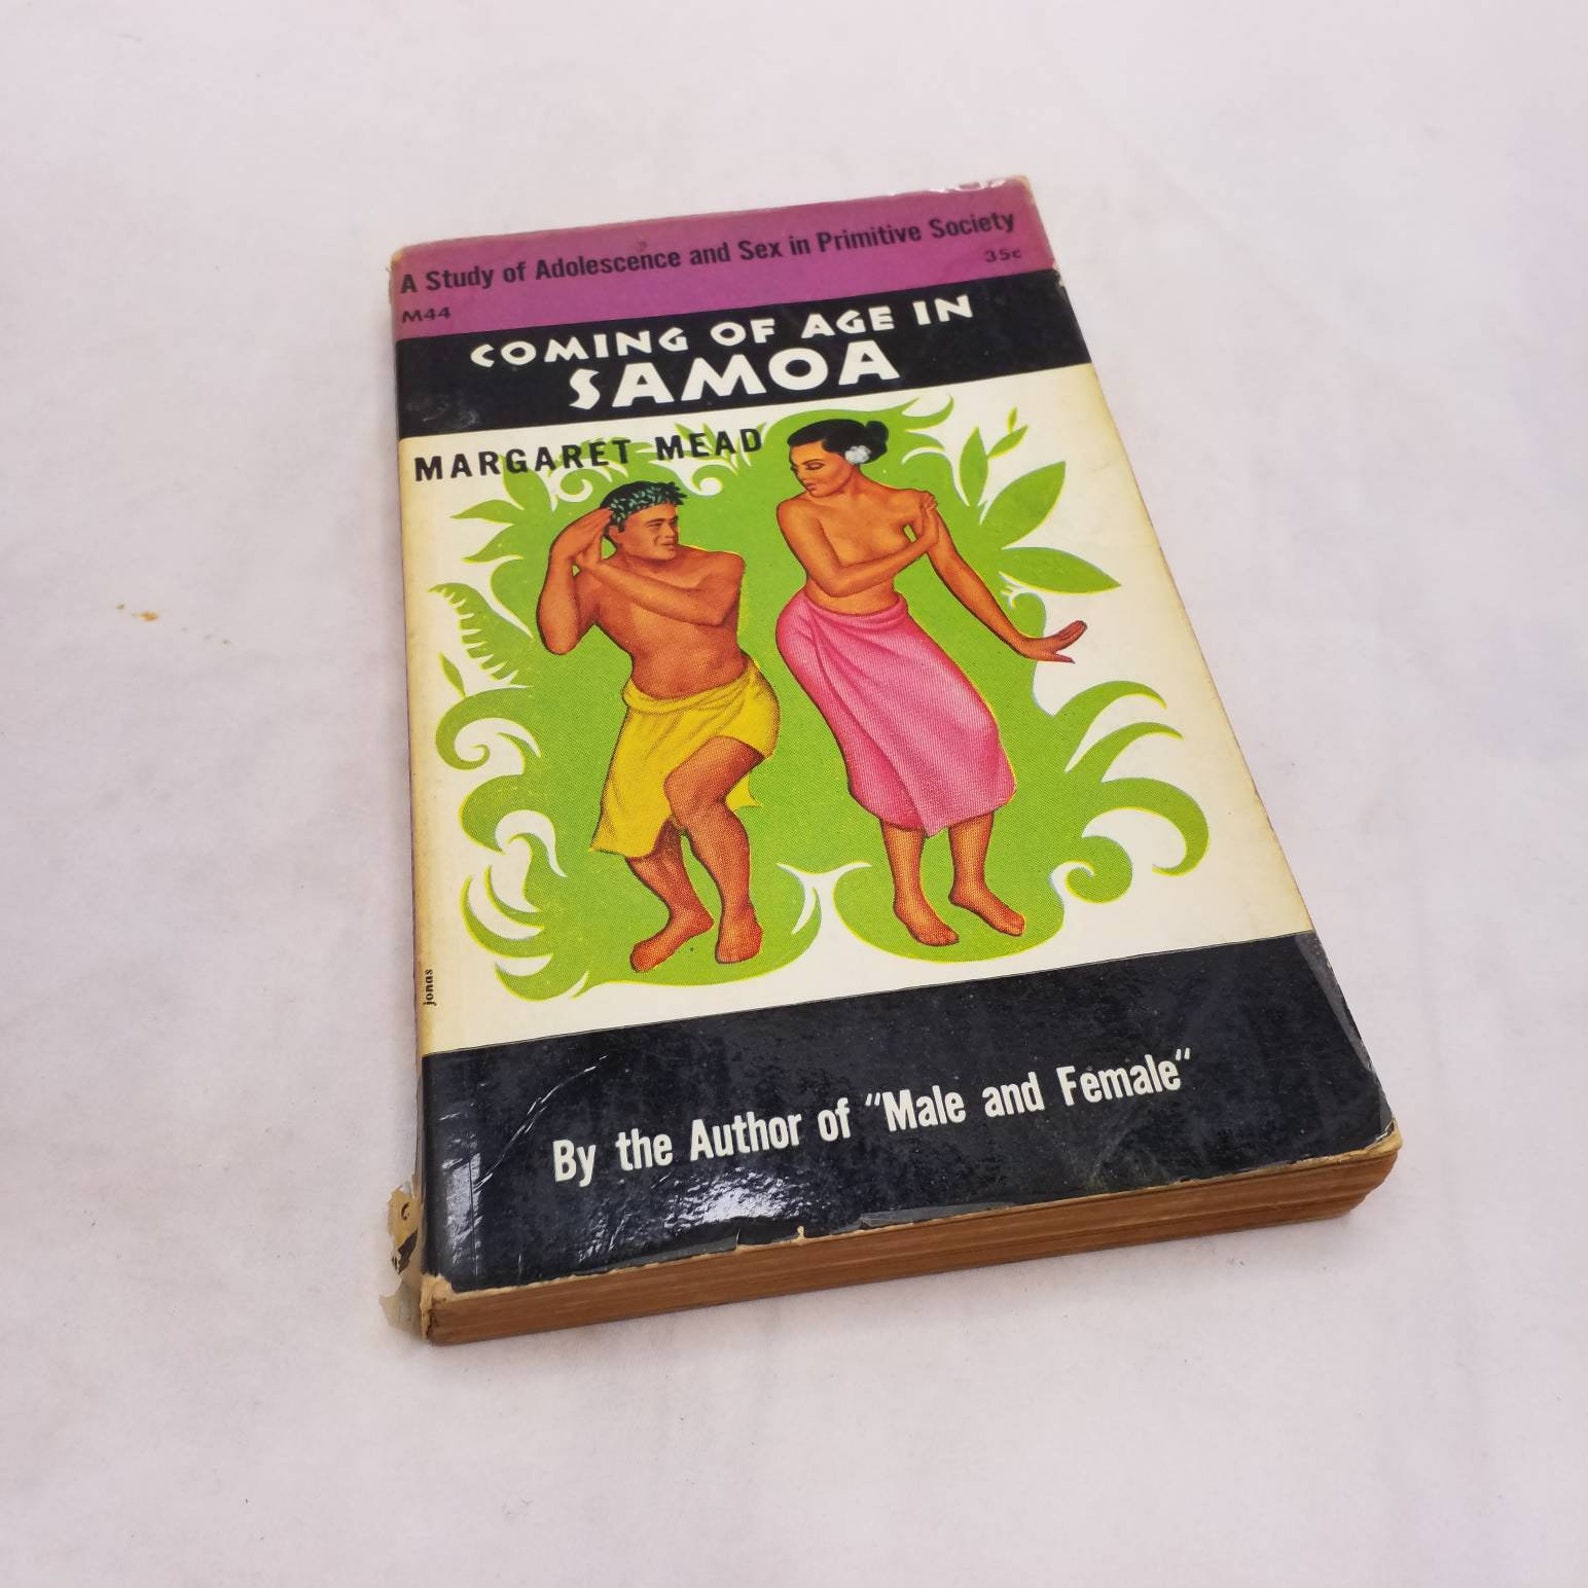 A Study of Adolescence and Sex in Primitive Society
M44 35c
COMING OF AGE IN
SAMOA
MARGARET MEAD
jonas
By the Author of "Male and Female"